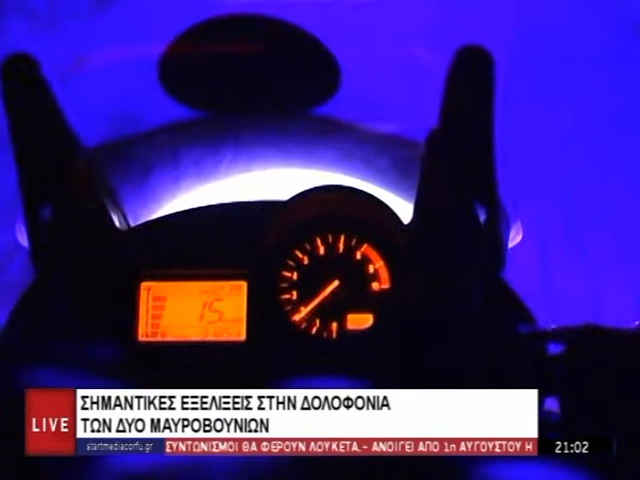 15
LIVE
ΣΗΜΑΝΤΙΚΕΣ ΕΞΕΛΙΞΕΙΣ ΣΤΗΝ ΔΟΛΟΦΟΝΙΑ
ΤΩΝ ΔΥΟ ΜΑΥΡΟΒΟΥΝΙΩΝ
startmediacorfu.gr
ΣΥΝΤΩΝΙΣΜΟΙ ΘΑ ΦΕΡΟΥΝ ΛΟΥΚΕΤΑ.- ΑΝΟΙΓΕΙ ΑΠΟ 1η ΑΥΓΟΥΣΤΟΥ Η
21:02